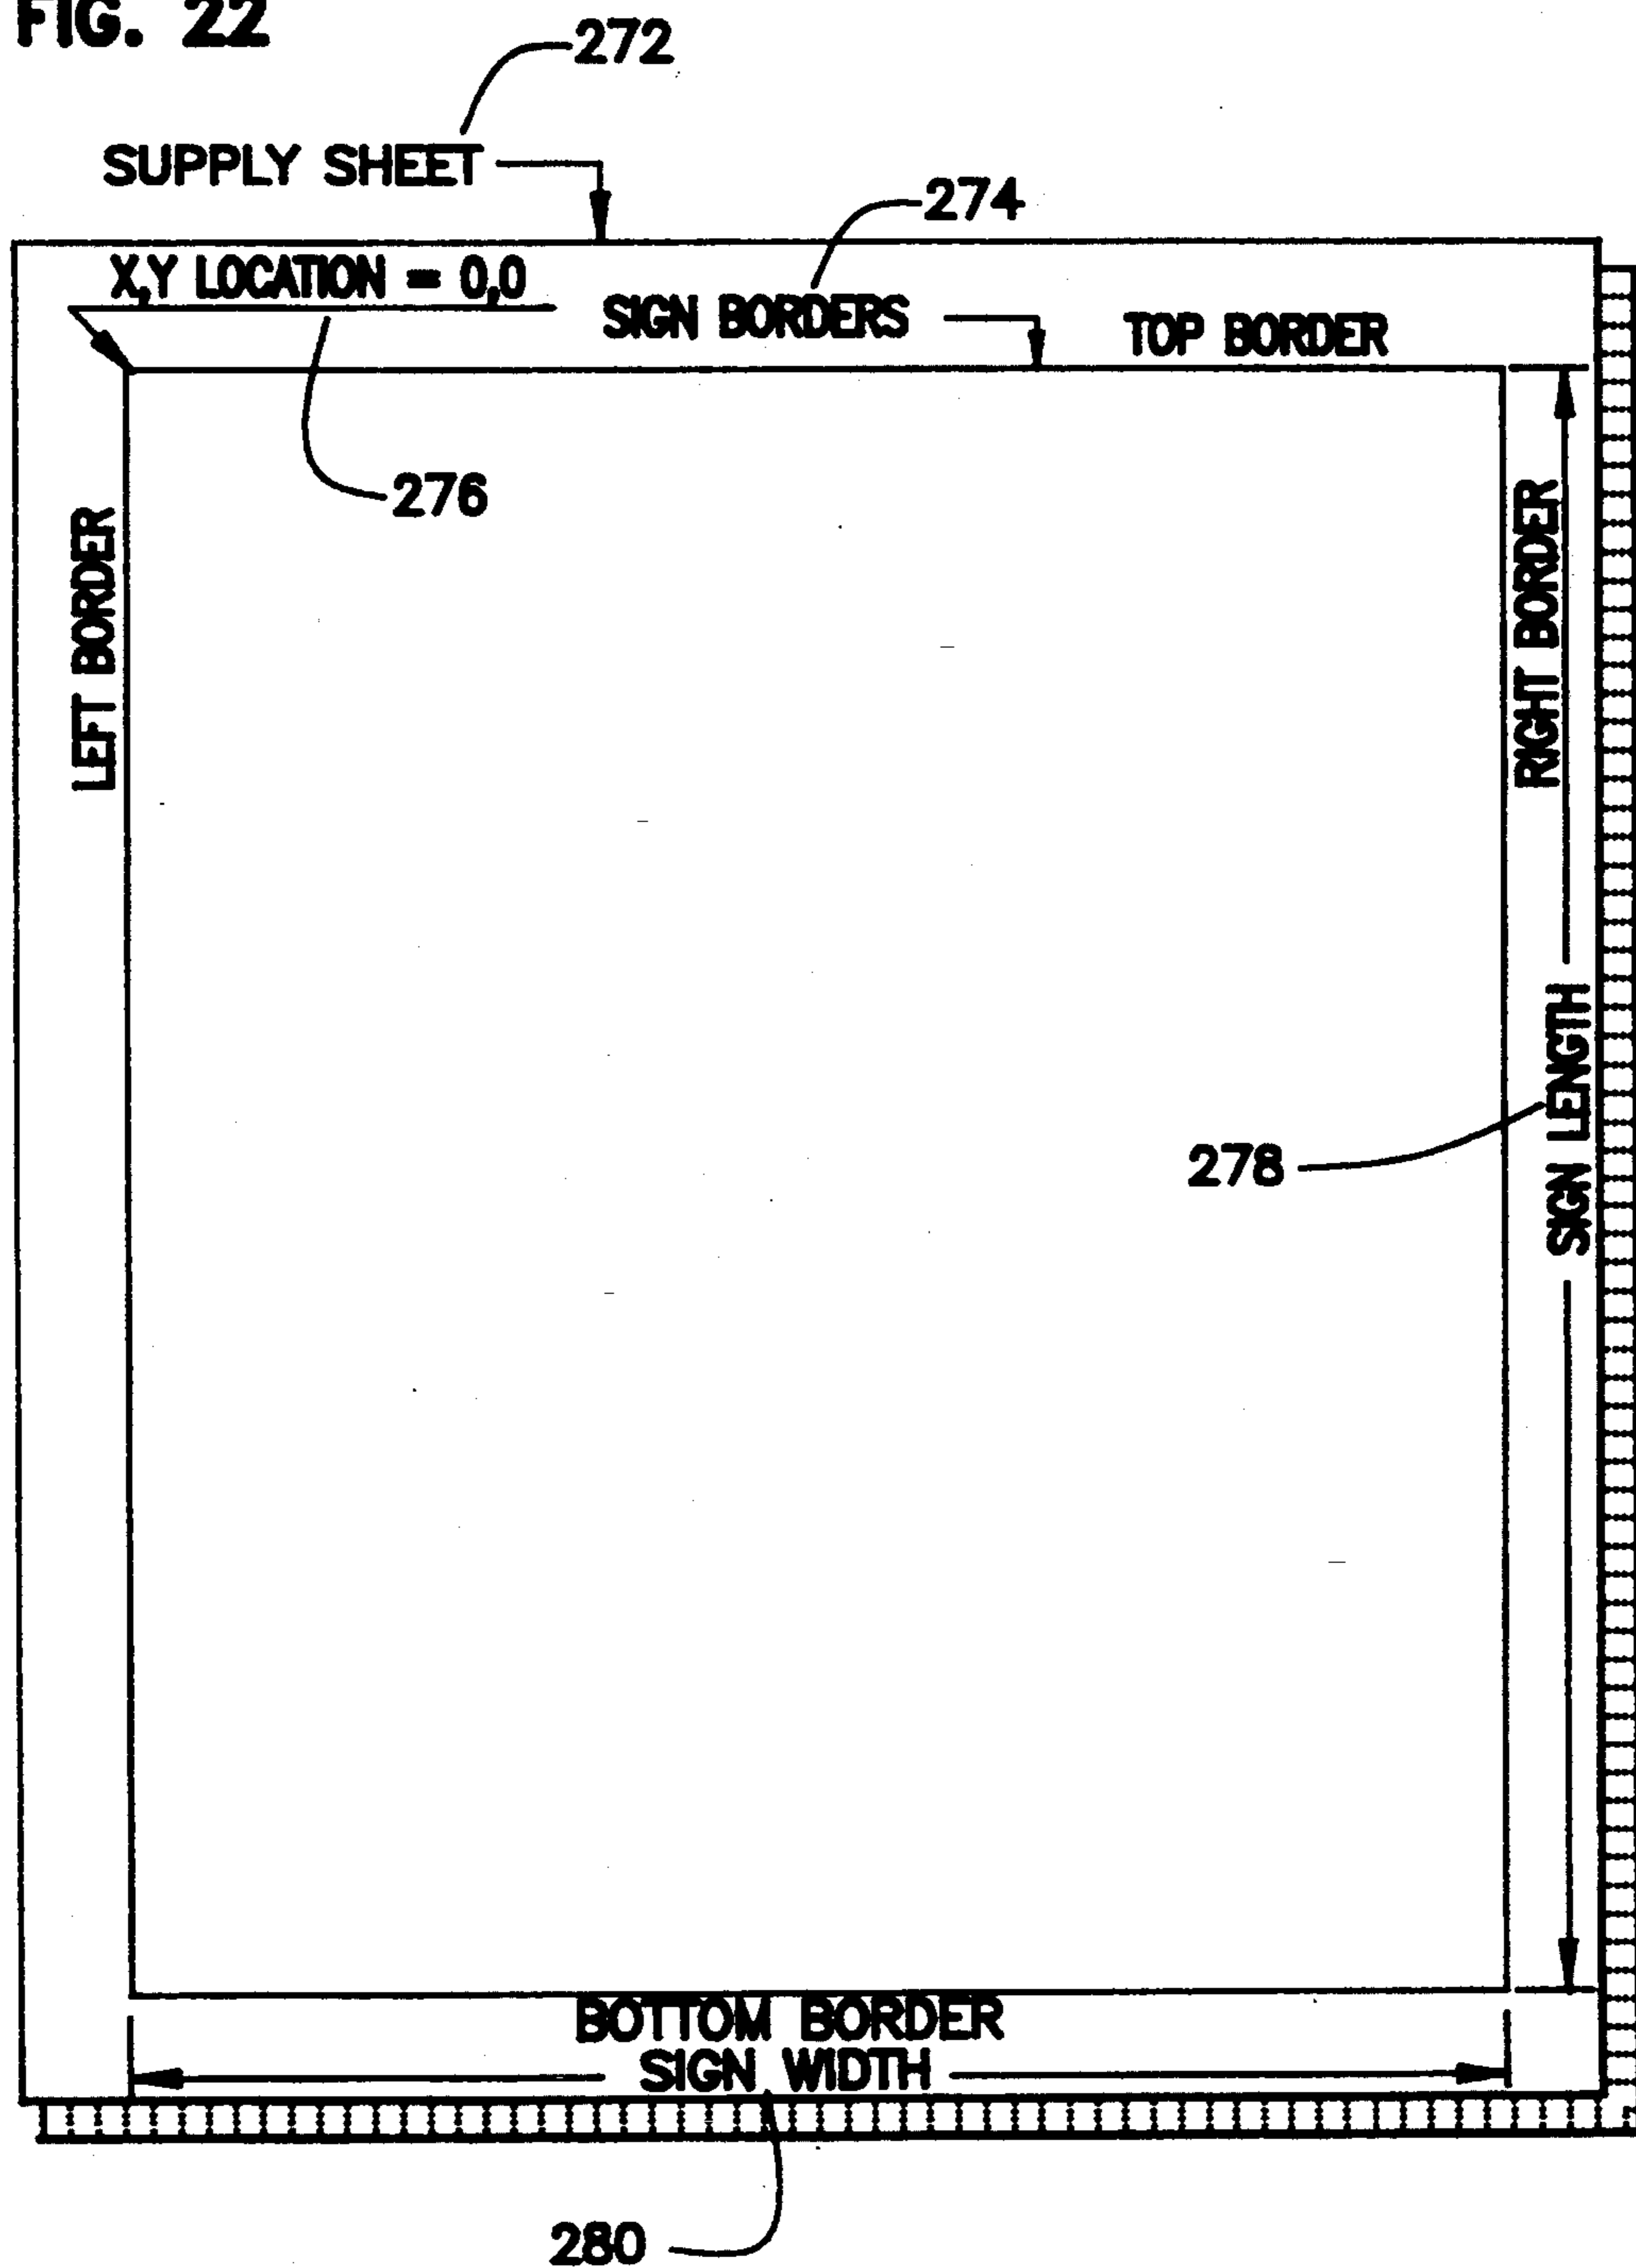 FIG. 22
272
SUPPLY SHEET
274
X,Y LOCATION = 0,0
SIGN BORDERS
TOP BORDER
276
LEFT BORDER
RIGHT BORDER
SIGN LENGTH
278
BOTTOM BORDER
SIGN WIDTH
280